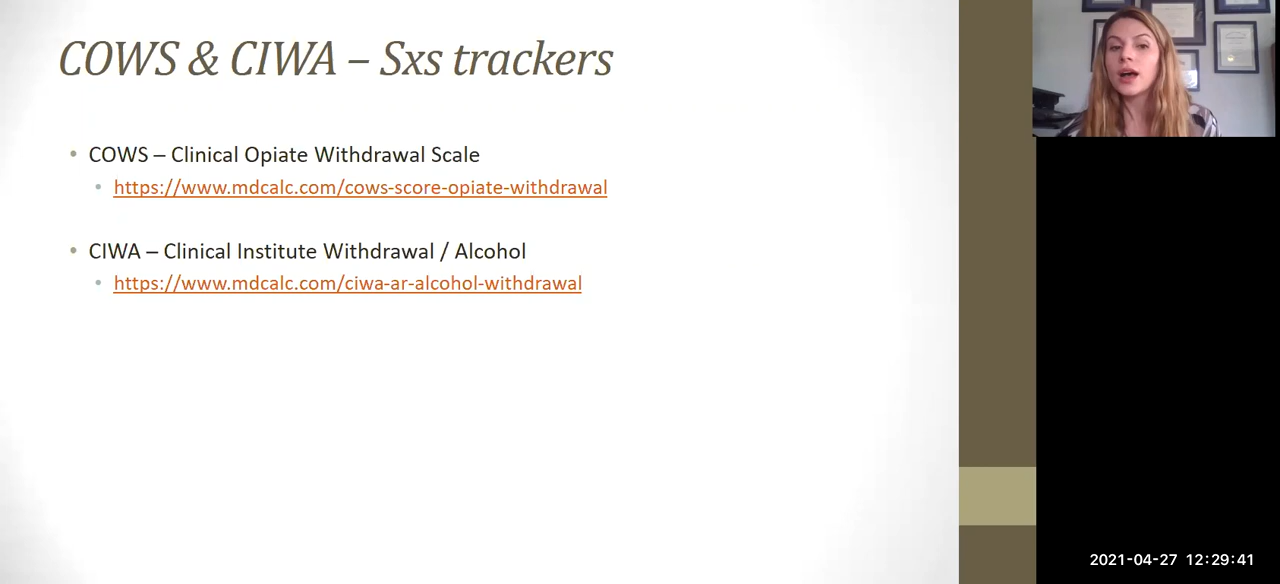 COWS & CIWA – Sxs trackers
• COWS – Clinical Opiate Withdrawal Scale
• https://www.mdcalc.com/cows-score-opiate-withdrawal
• CIWA – Clinical Institute Withdrawal / Alcohol
• https://www.mdcalc.com/ciwa-ar-alcohol-withdrawal
2021-04-27 12:29:41